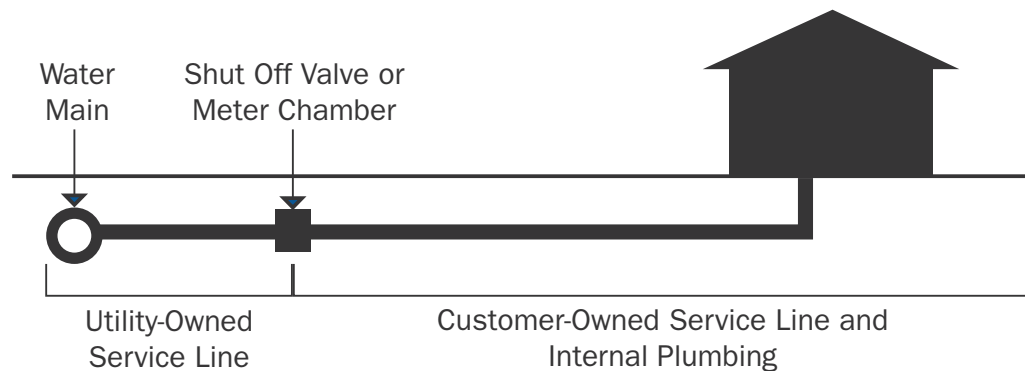 Water
Main
Shut Off Valve or
Meter Chamber
Utility-Owned
Service Line
Customer-Owned Service Line and
Internal Plumbing